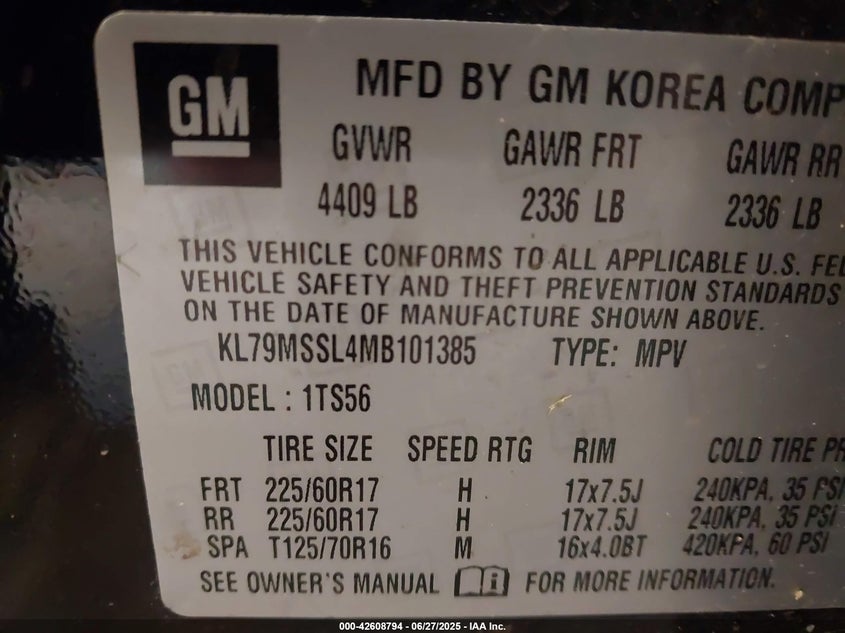 GM
MFD BY GM KOREA COMP
GVWR GAWR FRT GAWR RR
4409 LB 2336 LB 2336 LB
THIS VEHICLE CONFORMS TO ALL APPLICABLE U.S. FE
VEHICLE SAFETY AND THEFT PREVENTION STANDARDS
ON THE DATE OF MANUFACTURE SHOWN ABOVE.
KL79MSSL4MB101385 TYPE: MPV
MODEL : 1TS56
TIRE SIZE SPEED RTG RIM COLD TIRE PR
FRT 225/60R17 H 17x7.5J 240KPA, 35 PSI
RR 225/60R17 H 17x7.5J 240KPA, 35 PSI
SPA T125/70R16 M 16x4.0BT 420KPA, 60 PSI
SEE OWNER'S MANUAL FOR MORE INFORMATION.
000-42608794 - 06/27/2025 - IAA Inc.